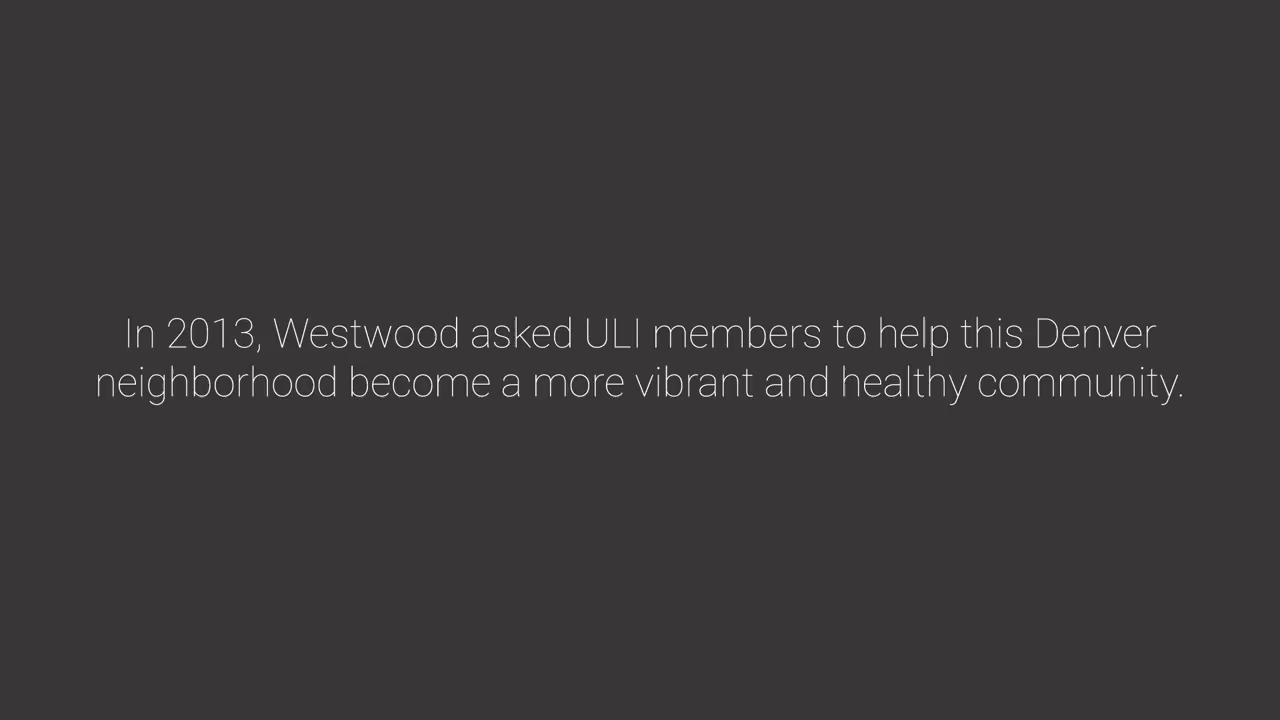 In 2013, Westwood asked ULI members to help this Denver
neighborhood become a more vibrant and healthy community.